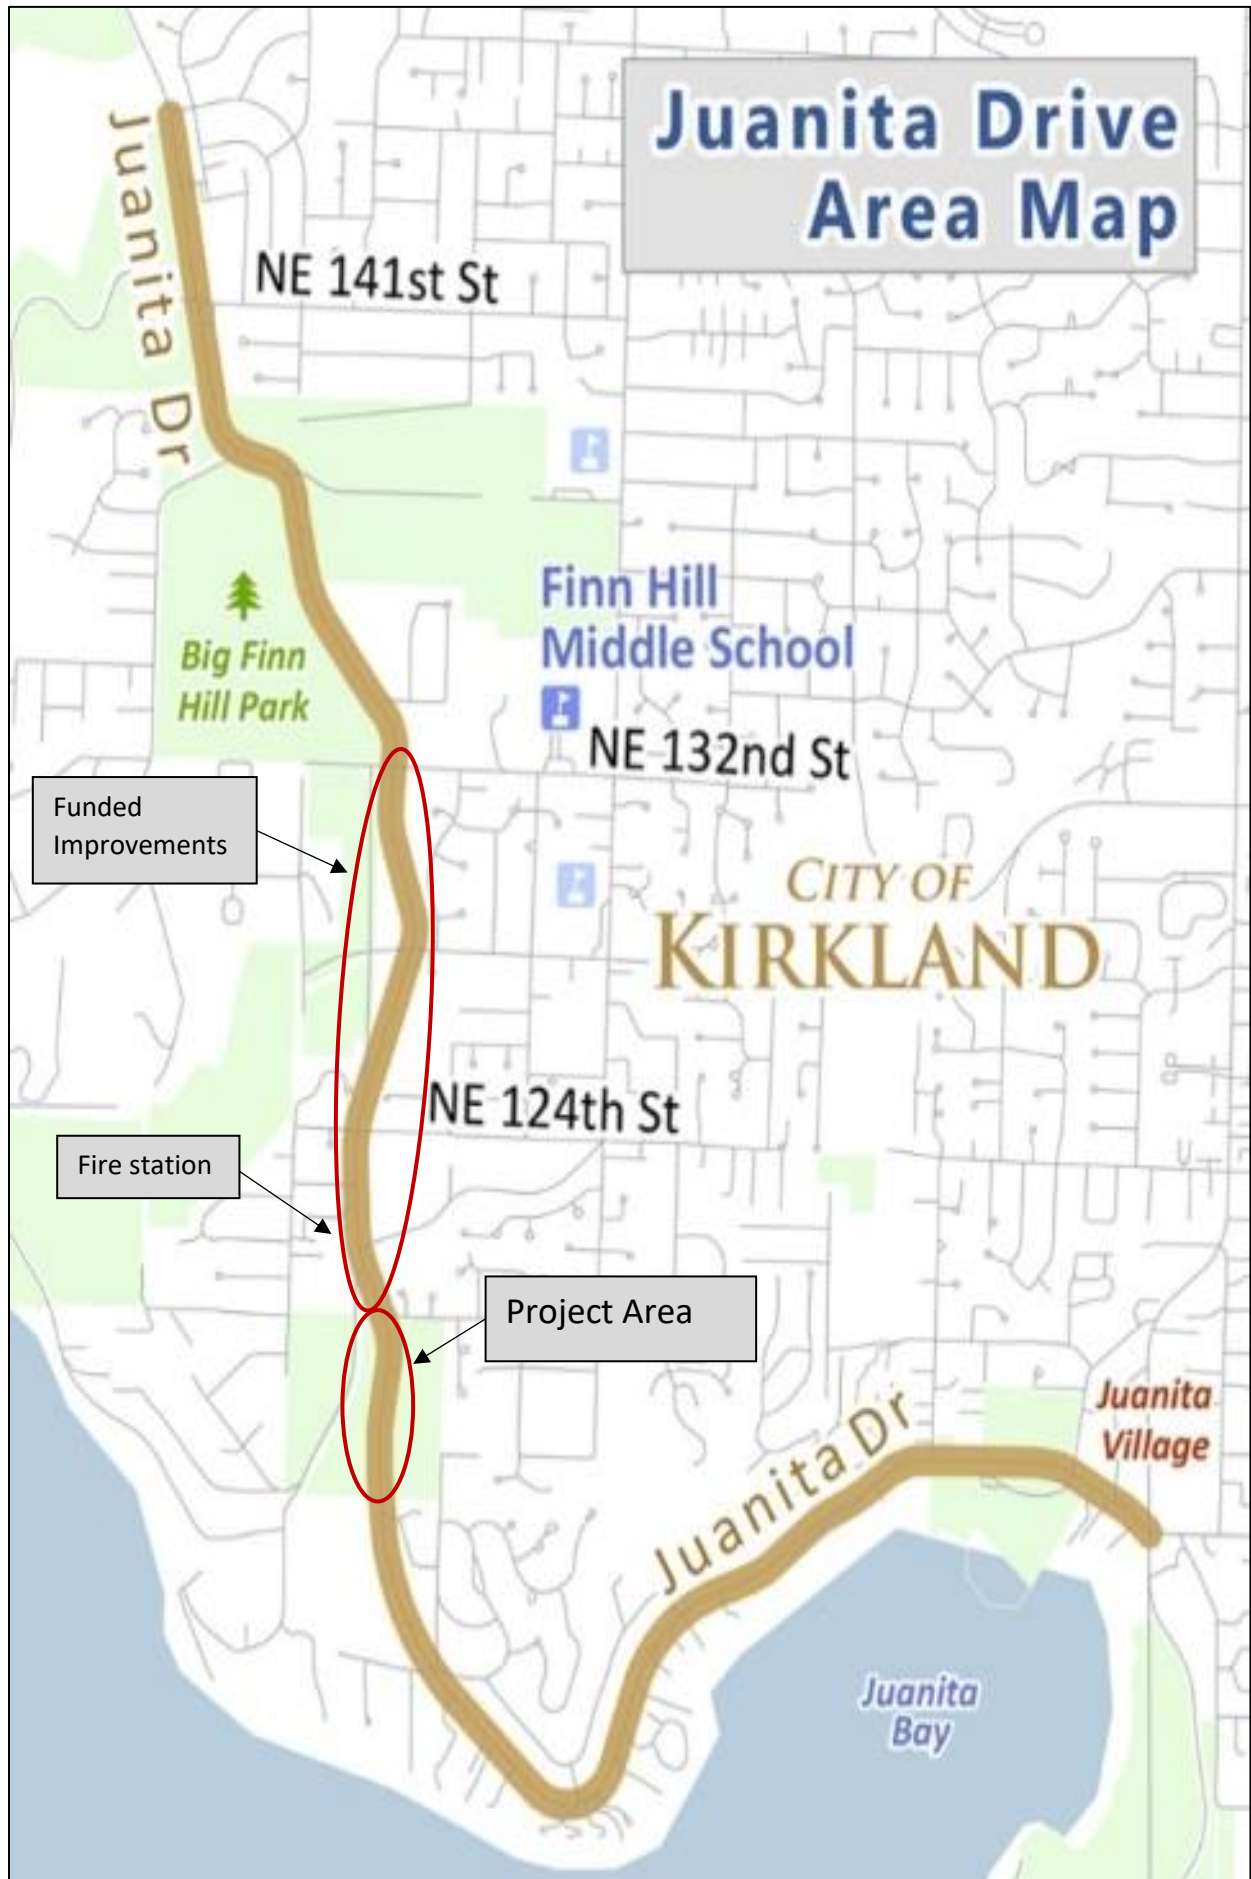 Juanita Drive
Area Map
Juanita Dr
NE 141st St
Finn Hill
Middle School
Big Finn
Hill Park
NE 132nd St
Funded
Improvements
CITY OF
KIRKLAND
NE 124th St
Fire station
Project Area
Juanita Dr
Juanita
Village
Juanita
Bay